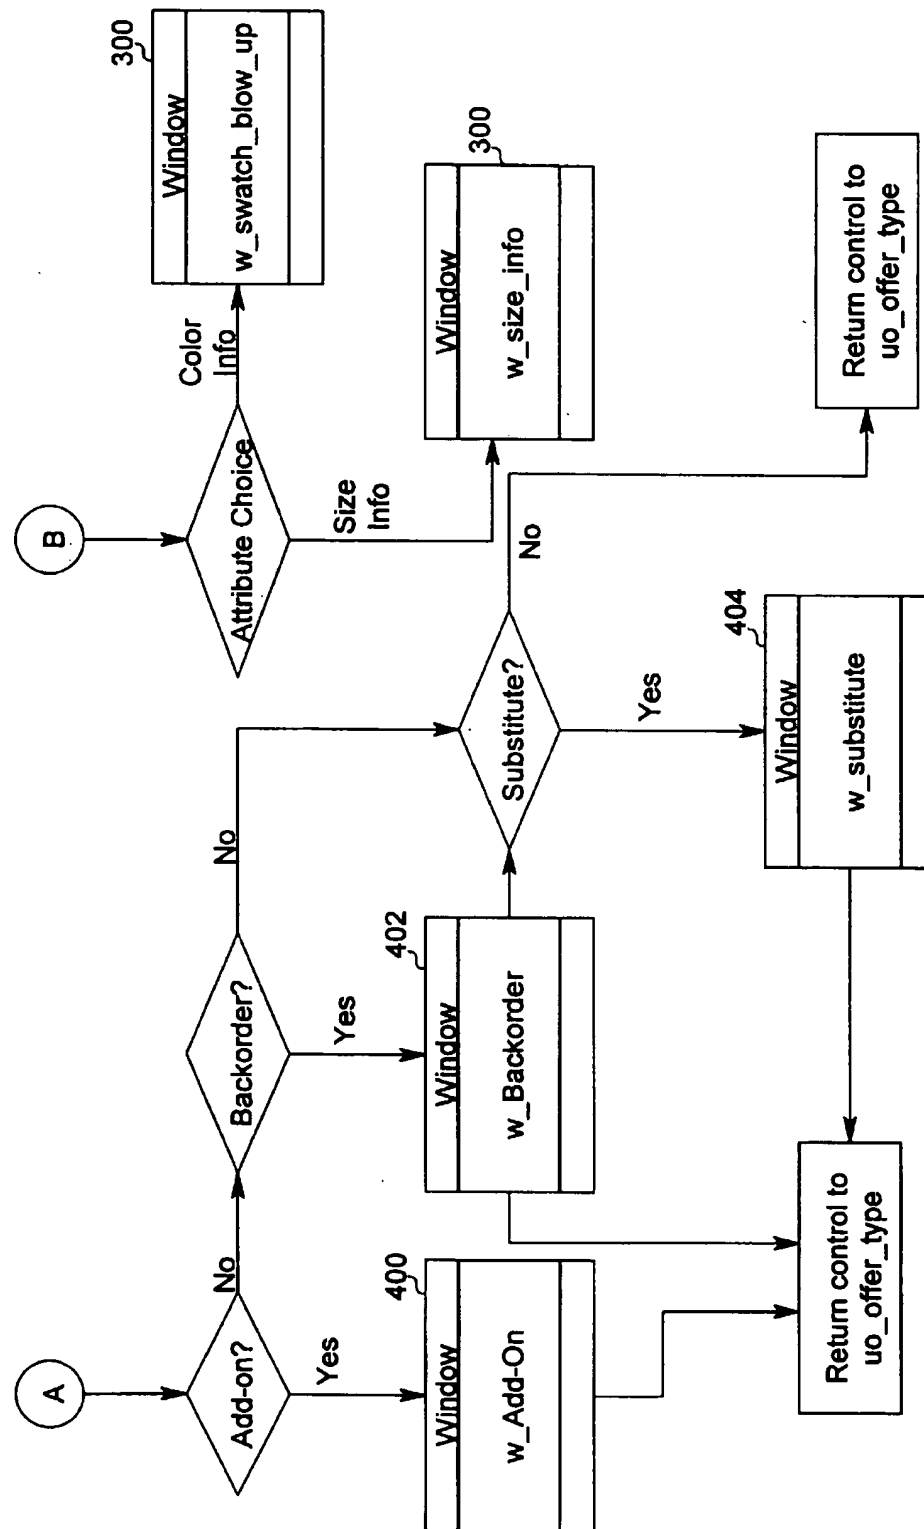 A
Add-on?
No
Yes
400
Window
w_Add-On
Backorder?
No
Yes
402
Window
w_Backorder
Substitute?
No
Yes
404
Window
w_substitute
Return control to
uo_offer_type
Return control to
uo_offer_type
B
Attribute Choice
Color
Info
Size
Info
300
Window
w_swatch_blow_up
300
Window
w_size_info